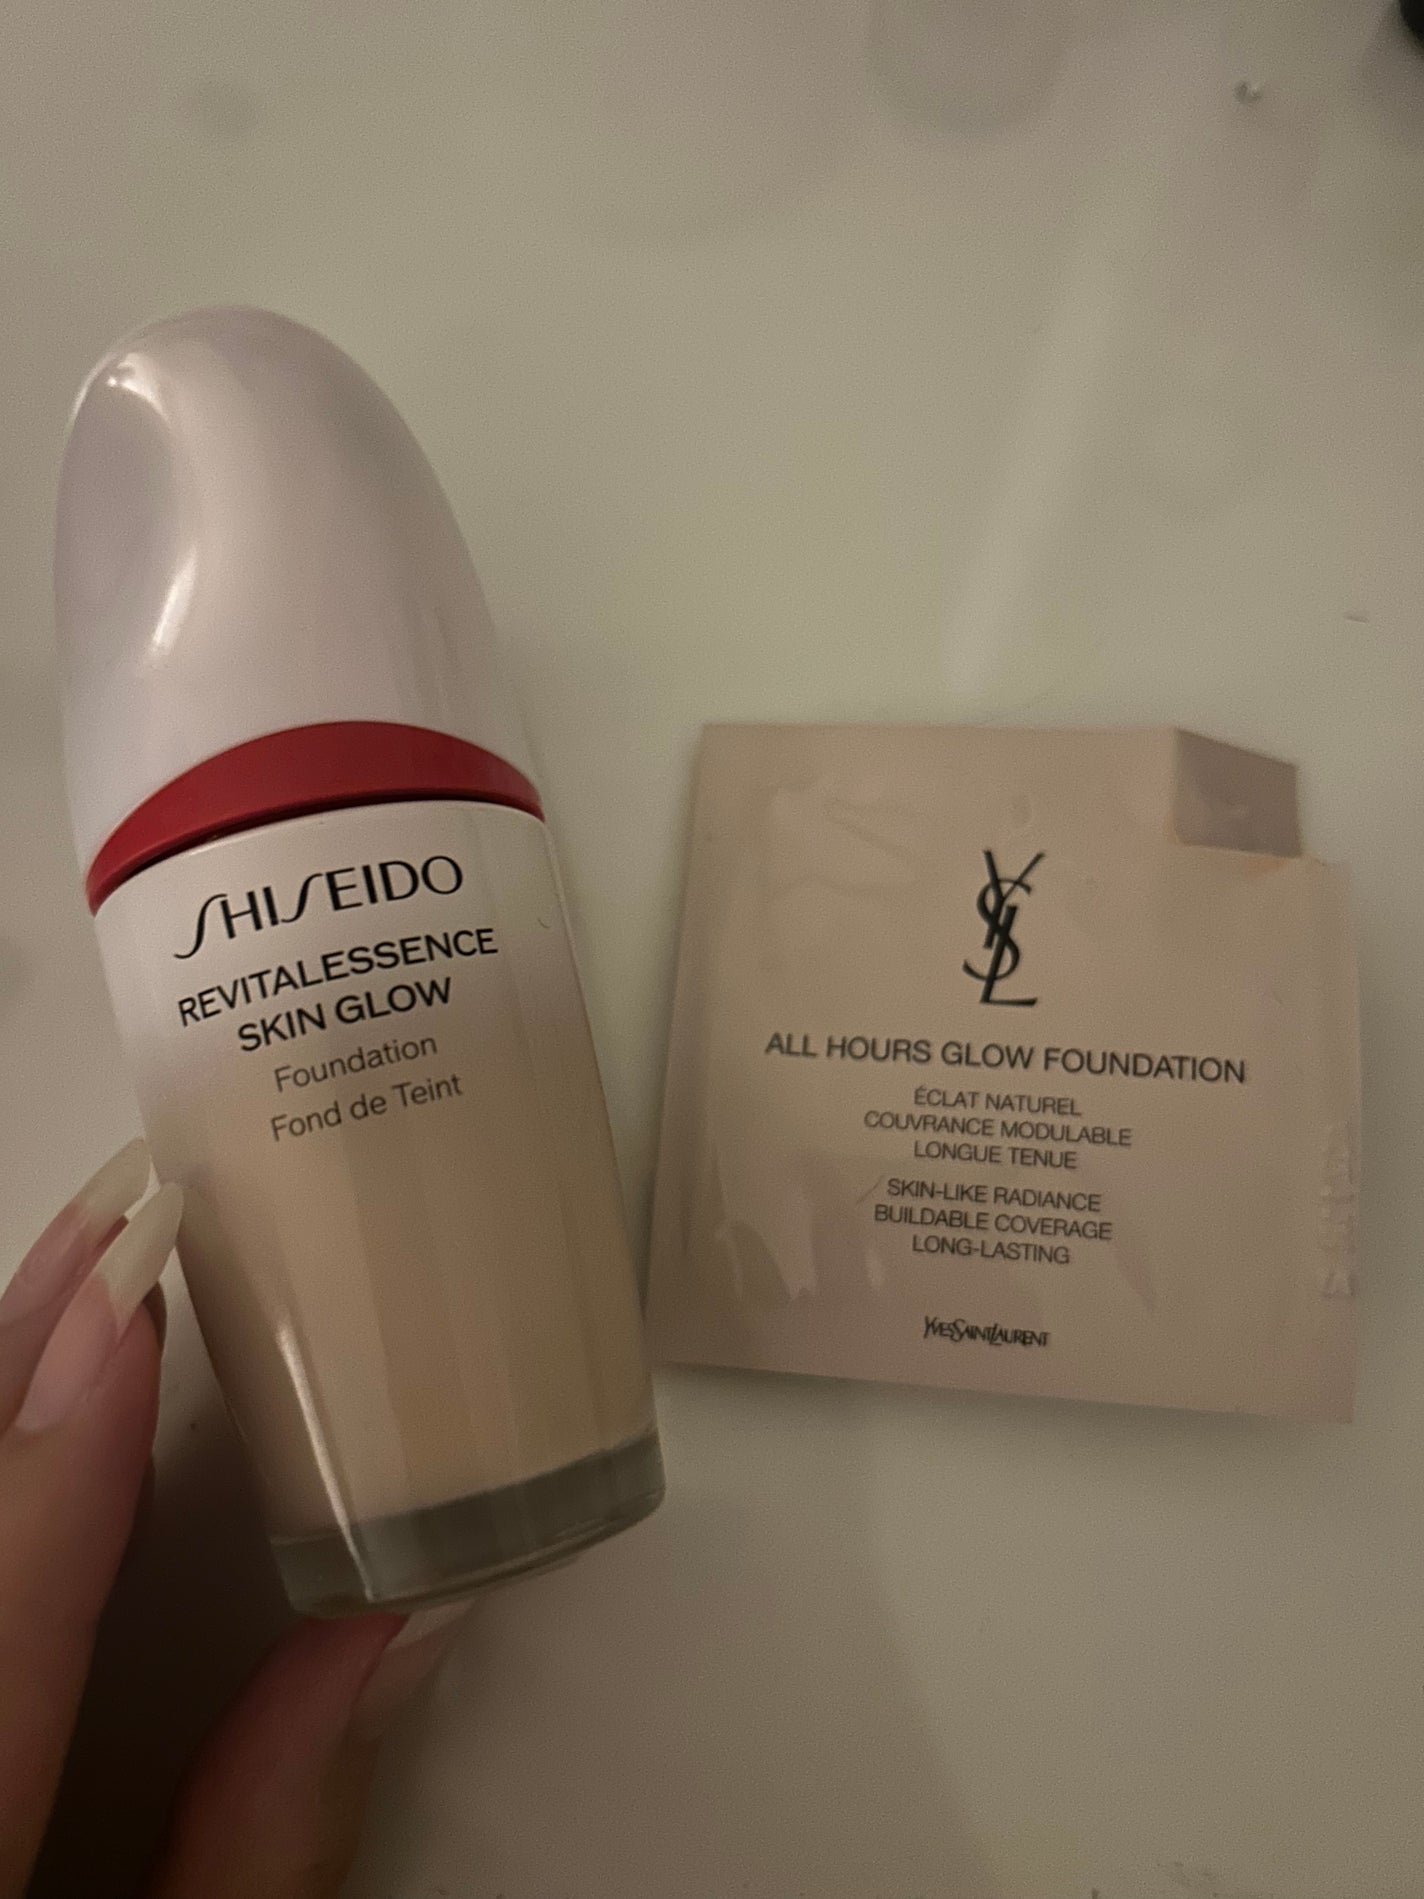 SHISEIDO
REVITALESSENCE
SKIN GLOW
Foundation
Fond de Teint
YSL
ALL HOURS GLOW FOUNDATION
ÉCLAT NATUREL
COUVRANCE MODULABLE
LONGUE TENUE
SKIN-LIKE RADIANCE
BUILDABLE COVERAGE
LONG-LASTING
YVESSAINTLAURENT